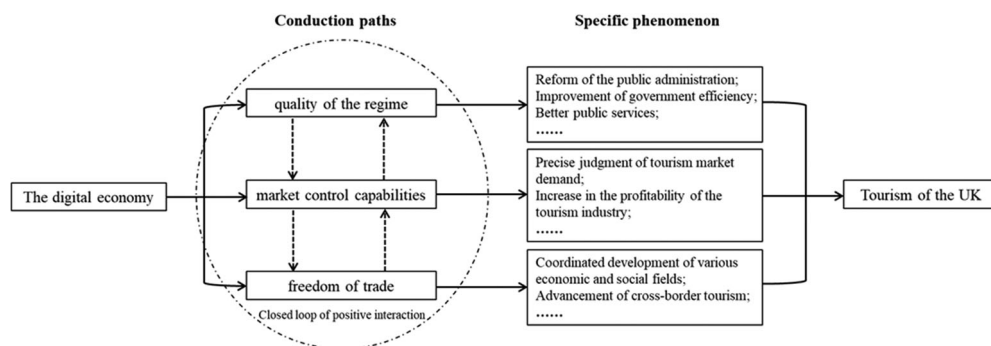 Conduction paths
Specific phenomenon
The digital economy
quality of the regime
market control capabilities
freedom of trade
Closed loop of positive interaction
Reform of the public administration;
Improvement of government efficiency;
Better public services;
......
Precise judgment of tourism market
demand;
Increase in the profitability of the
tourism industry;
......
Coordinated development of various
economic and social fields;
Advancement of cross-border tourism;
......
Tourism of the UK